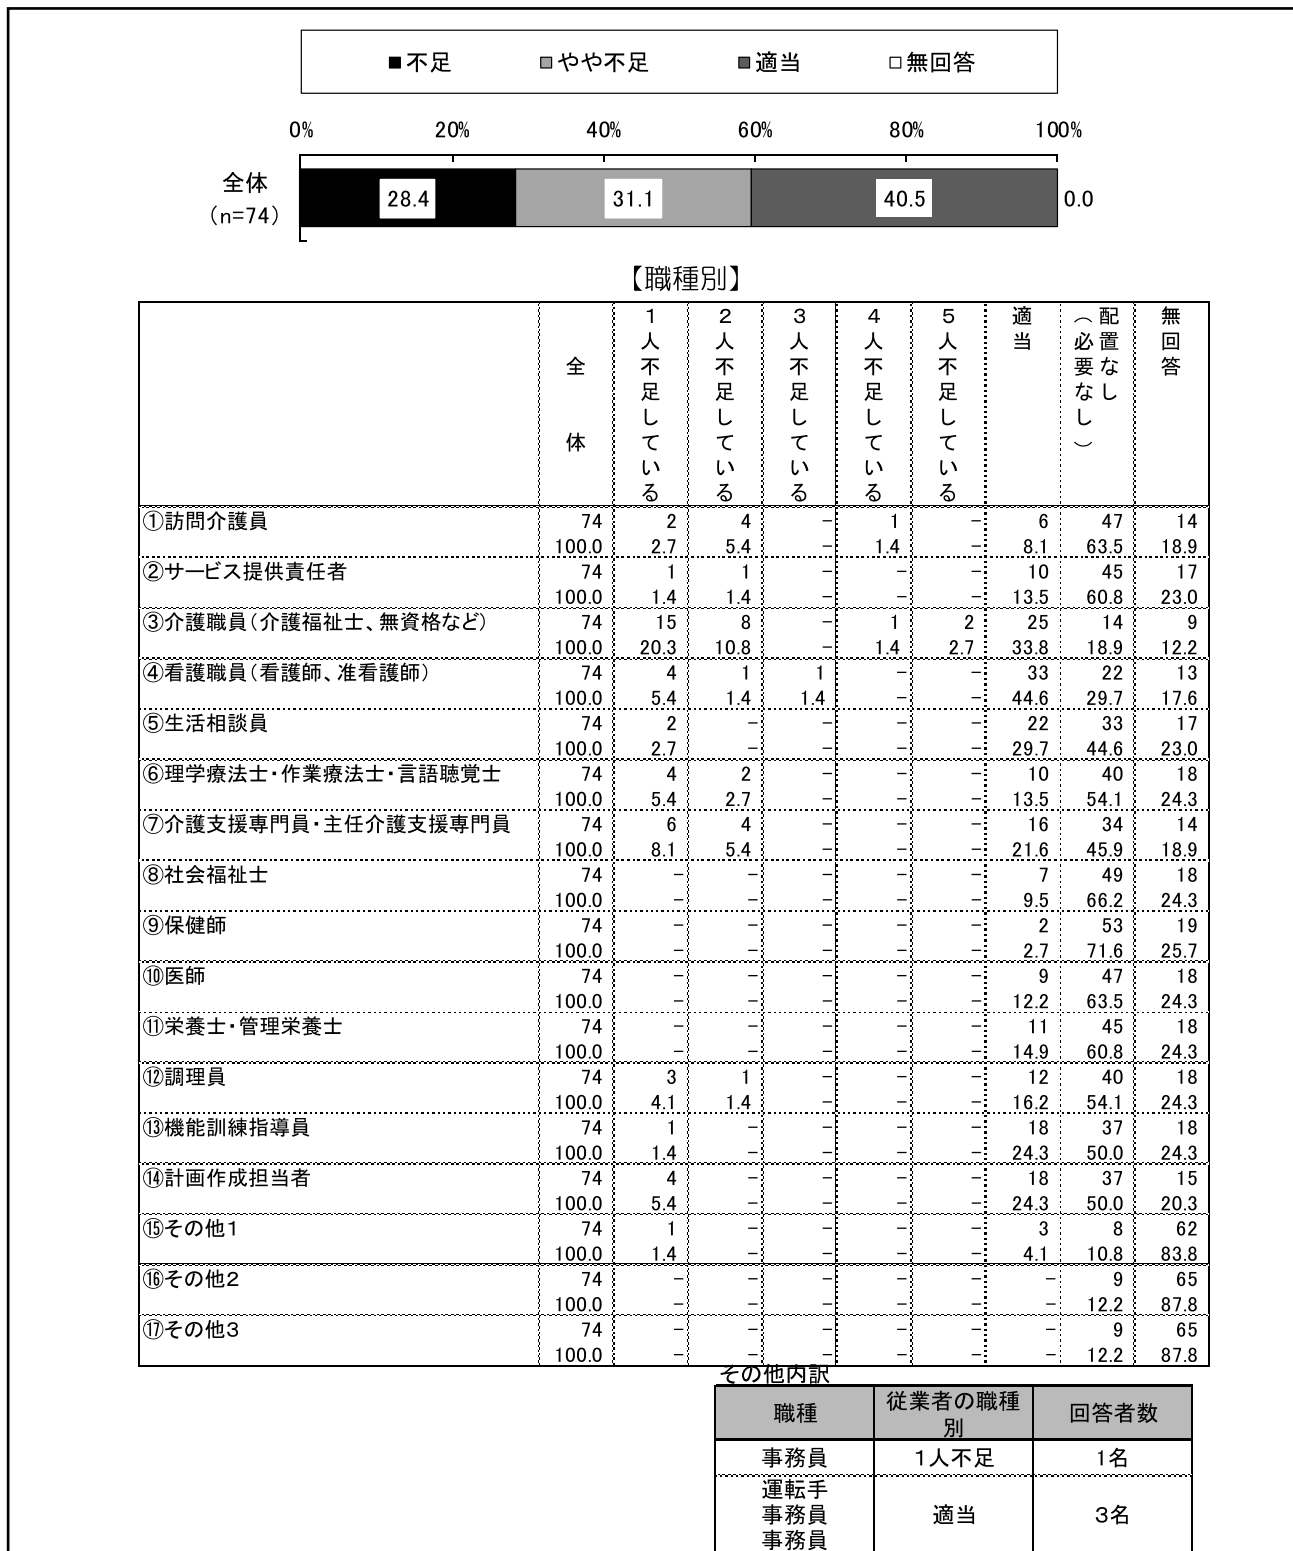 ■不足 ■やや不足 ■適当 □無回答
0% 20% 40% 60% 80% 100%
全体
(n=74)
28.4 31.1 40.5 0.0
【職種別】
全体 1人不足している 2人不足している 3人不足している 4人不足している 5人不足している 適当 配置なし（必要なし） 無回答
①訪問介護員 74 2 4 － 1 － 6 47 14
100.0 2.7 5.4 － 1.4 － 8.1 63.5 18.9
②サービス提供責任者 74 1 1 － － － 10 45 17
100.0 1.4 1.4 － － － 13.5 60.8 23.0
③介護職員（介護福祉士、無資格など） 74 15 8 － 1 2 25 14 9
100.0 20.3 10.8 － 1.4 2.7 33.8 18.9 12.2
④看護職員（看護師、准看護師） 74 4 1 1 － － 33 22 13
100.0 5.4 1.4 1.4 － － 44.6 29.7 17.6
⑤生活相談員 74 2 － － － － 22 33 17
100.0 2.7 － － － － 29.7 44.6 23.0
⑥理学療法士・作業療法士・言語聴覚士 74 4 2 － － － 10 40 18
100.0 5.4 2.7 － － － 13.5 54.1 24.3
⑦介護支援専門員・主任介護支援専門員 74 6 4 － － － 16 34 14
100.0 8.1 5.4 － － － 21.6 45.9 18.9
⑧社会福祉士 74 － － － － － 7 49 18
100.0 － － － － － 9.5 66.2 24.3
⑨保健師 74 － － － － － 2 53 19
100.0 － － － － － 2.7 71.6 25.7
⑩医師 74 － － － － － 9 47 18
100.0 － － － － － 12.2 63.5 24.3
⑪栄養士・管理栄養士 74 － － － － － 11 45 18
100.0 － － － － － 14.9 60.8 24.3
⑫調理員 74 3 1 － － － 12 40 18
100.0 4.1 1.4 － － － 16.2 54.1 24.3
⑬機能訓練指導員 74 1 － － － － 18 37 18
100.0 1.4 － － － － 24.3 50.0 24.3
⑭計画作成担当者 74 4 － － － － 18 37 15
100.0 5.4 － － － － 24.3 50.0 20.3
⑮その他1 74 1 － － － － 3 8 62
100.0 1.4 － － － － 4.1 10.8 83.8
⑯その他2 74 － － － － － － 9 65
100.0 － － － － － － 12.2 87.8
⑰その他3 74 － － － － － － 9 65
100.0 － － － － － － 12.2 87.8
その他内訳
職種 従業者の職種別 回答者数
事務員 1人不足 1名
運転手
事務員 適当 3名
事務員